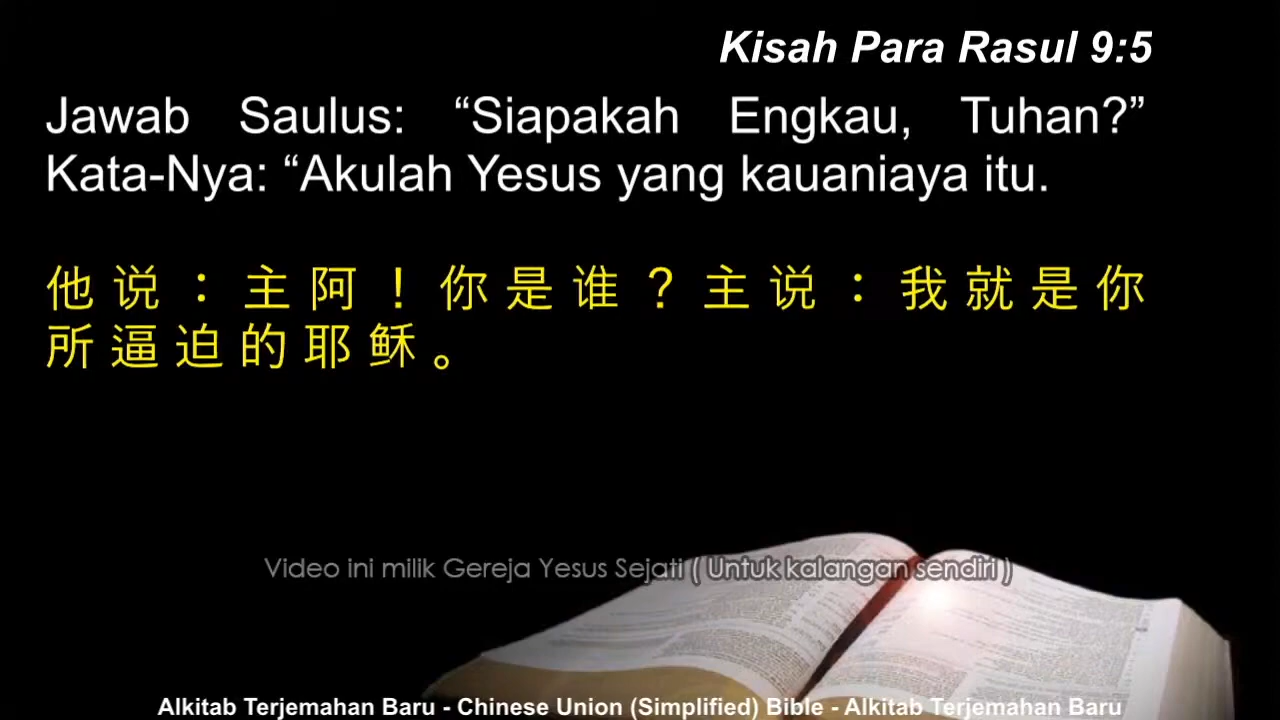 Kisah Para Rasul 9:5
Jawab Saulus: “Siapakah Engkau, Tuhan?”
Kata-Nya: “Akulah Yesus yang kauaniaya itu.
他 说 ： 主 阿 ！ 你 是 谁 ？ 主 说 ： 我 就 是 你
所 逼 迫 的 耶 稣 。
Video ini milik Gereja Yesus Sejati ( Untuk kalangan sendiri )
Alkitab Terjemahan Baru - Chinese Union (Simplified) Bible - Alkitab Terjemahan Baru